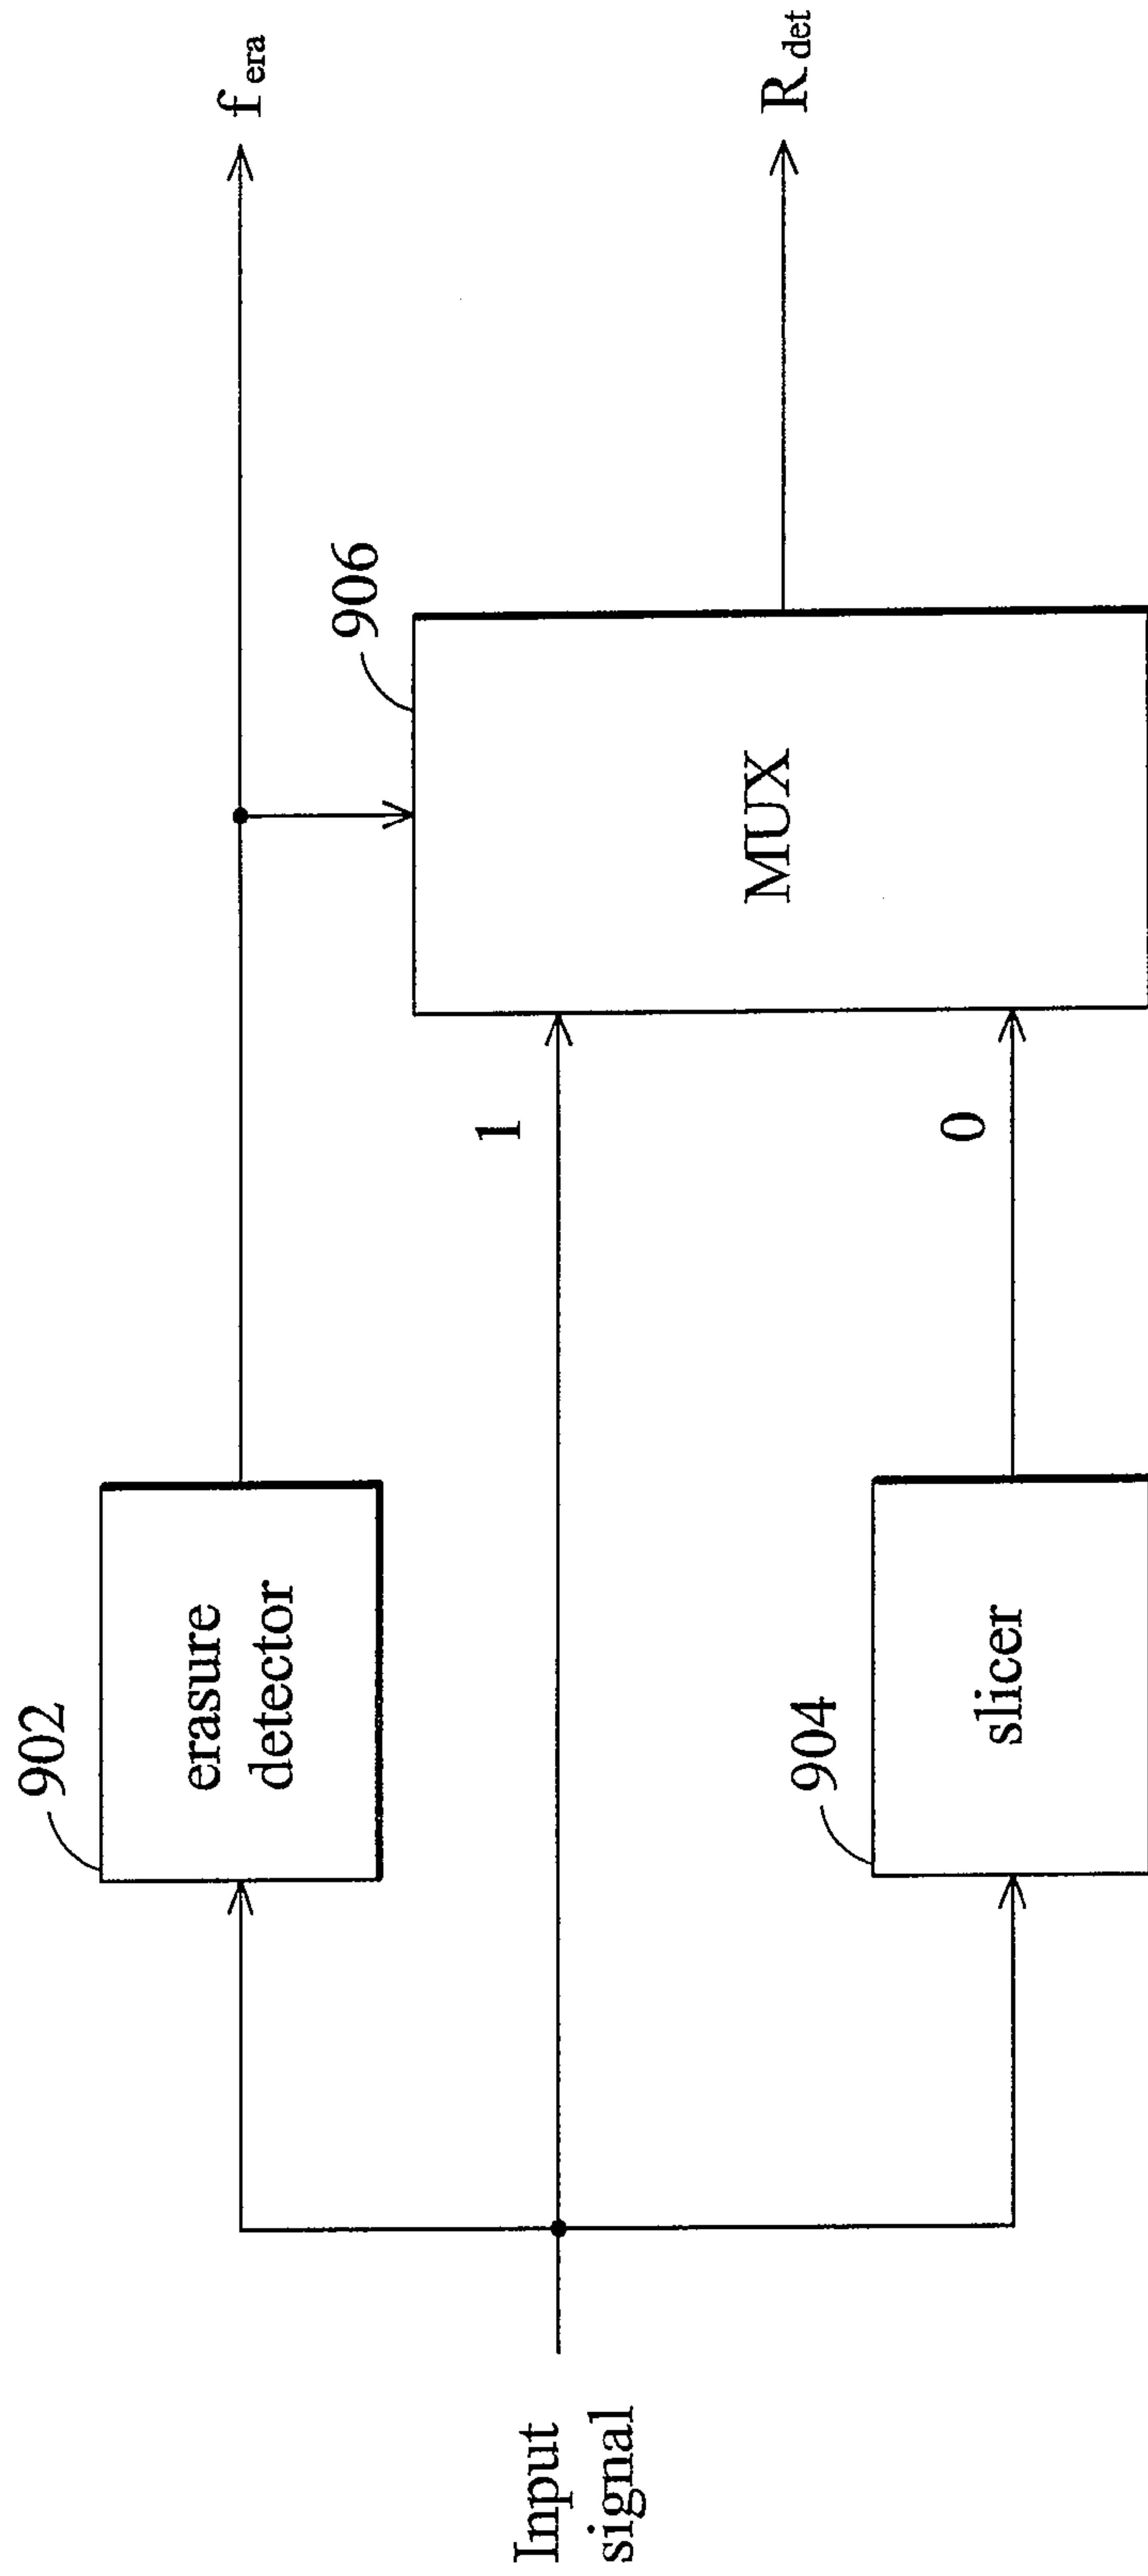 902
erasure
detector
f era
906
Input
signal
1
MUX
R det
904
slicer
0